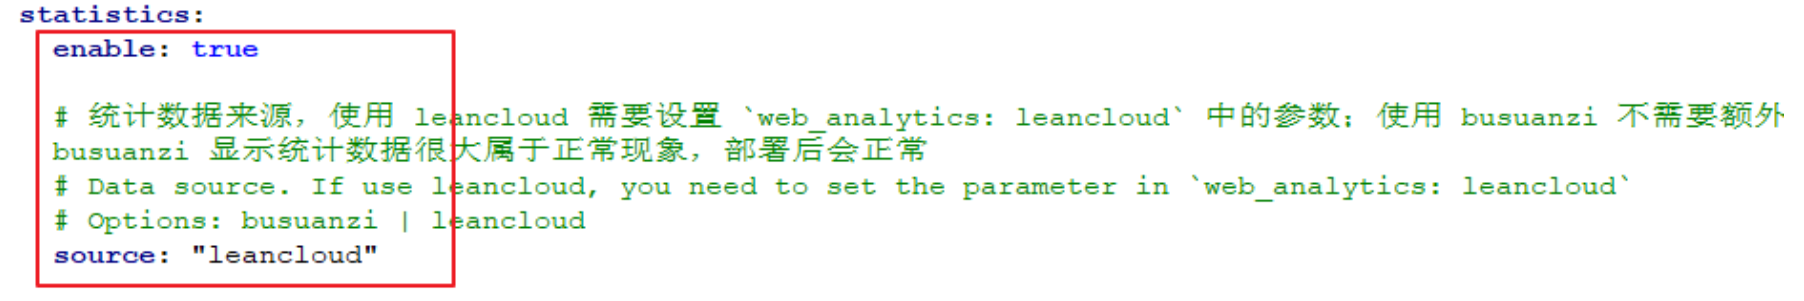 statistics:
enable: true
# 统计数据来源，使用 leancloud 需要设置 `web_analytics: leancloud` 中的参数；使用 busuanzi 不需要额外
busuanzi 显示统计数据很大属于正常现象，部署后会正常
# Data source. If use leancloud, you need to set the parameter in `web_analytics: leancloud`
# Options: busuanzi | leancloud
source: "leancloud"